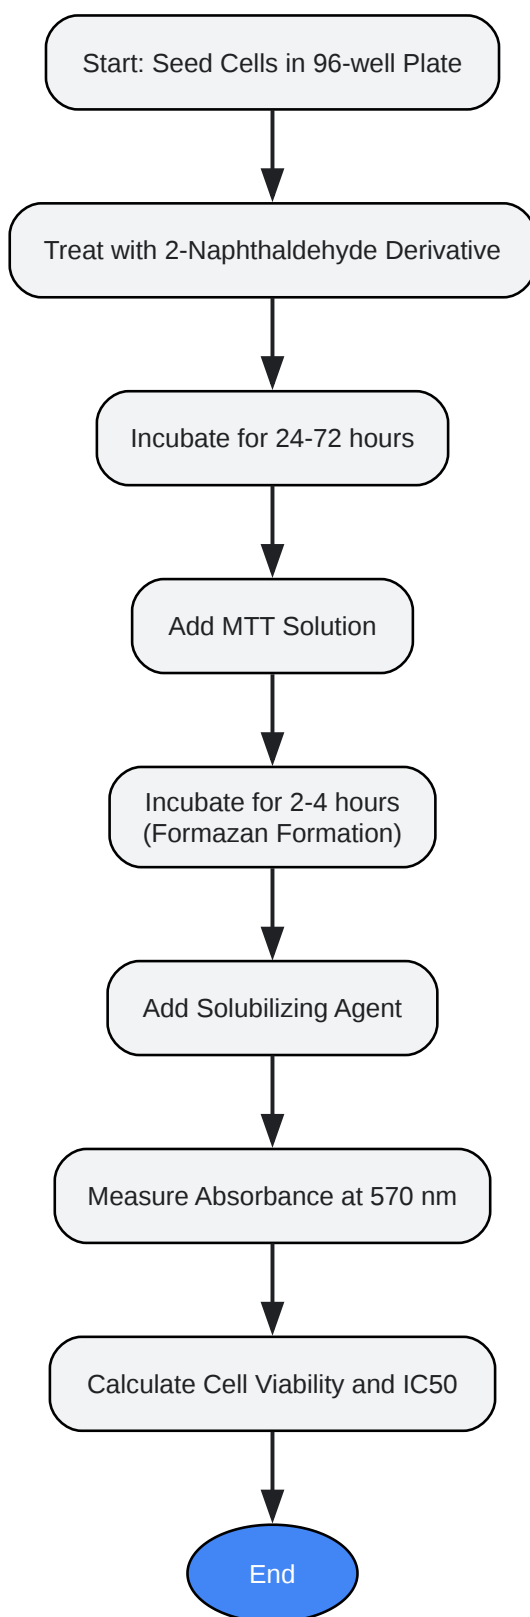 Start: Seed Cells in 96-well Plate
Treat with 2-Naphthaldehyde Derivative
Incubate for 24-72 hours
Add MTT Solution
Incubate for 2-4 hours
(Formazan Formation)
Add Solubilizing Agent
Measure Absorbance at 570 nm
Calculate Cell Viability and IC50
End